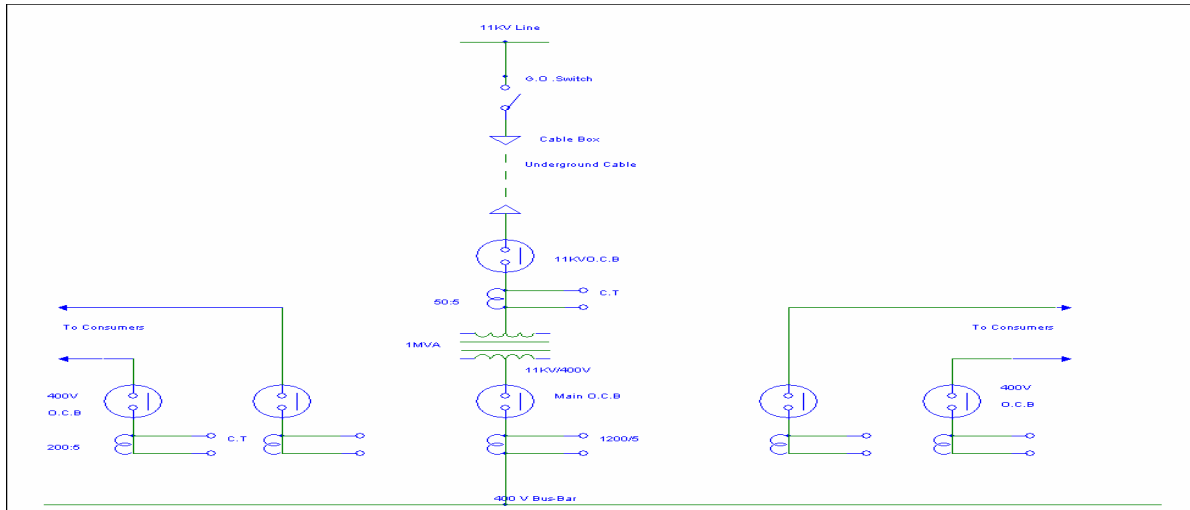 11KV Line
G.O .Switch
Cable Box
Underground Cable
11KVO.C.B
C.T
50:5
To Consumers
To Consumers
1MVA
11KV/400V
400V
O.C.B
Main O.C.B
400V
O.C.B
C.T
200:5
1200/5
400 V Bus-Bar